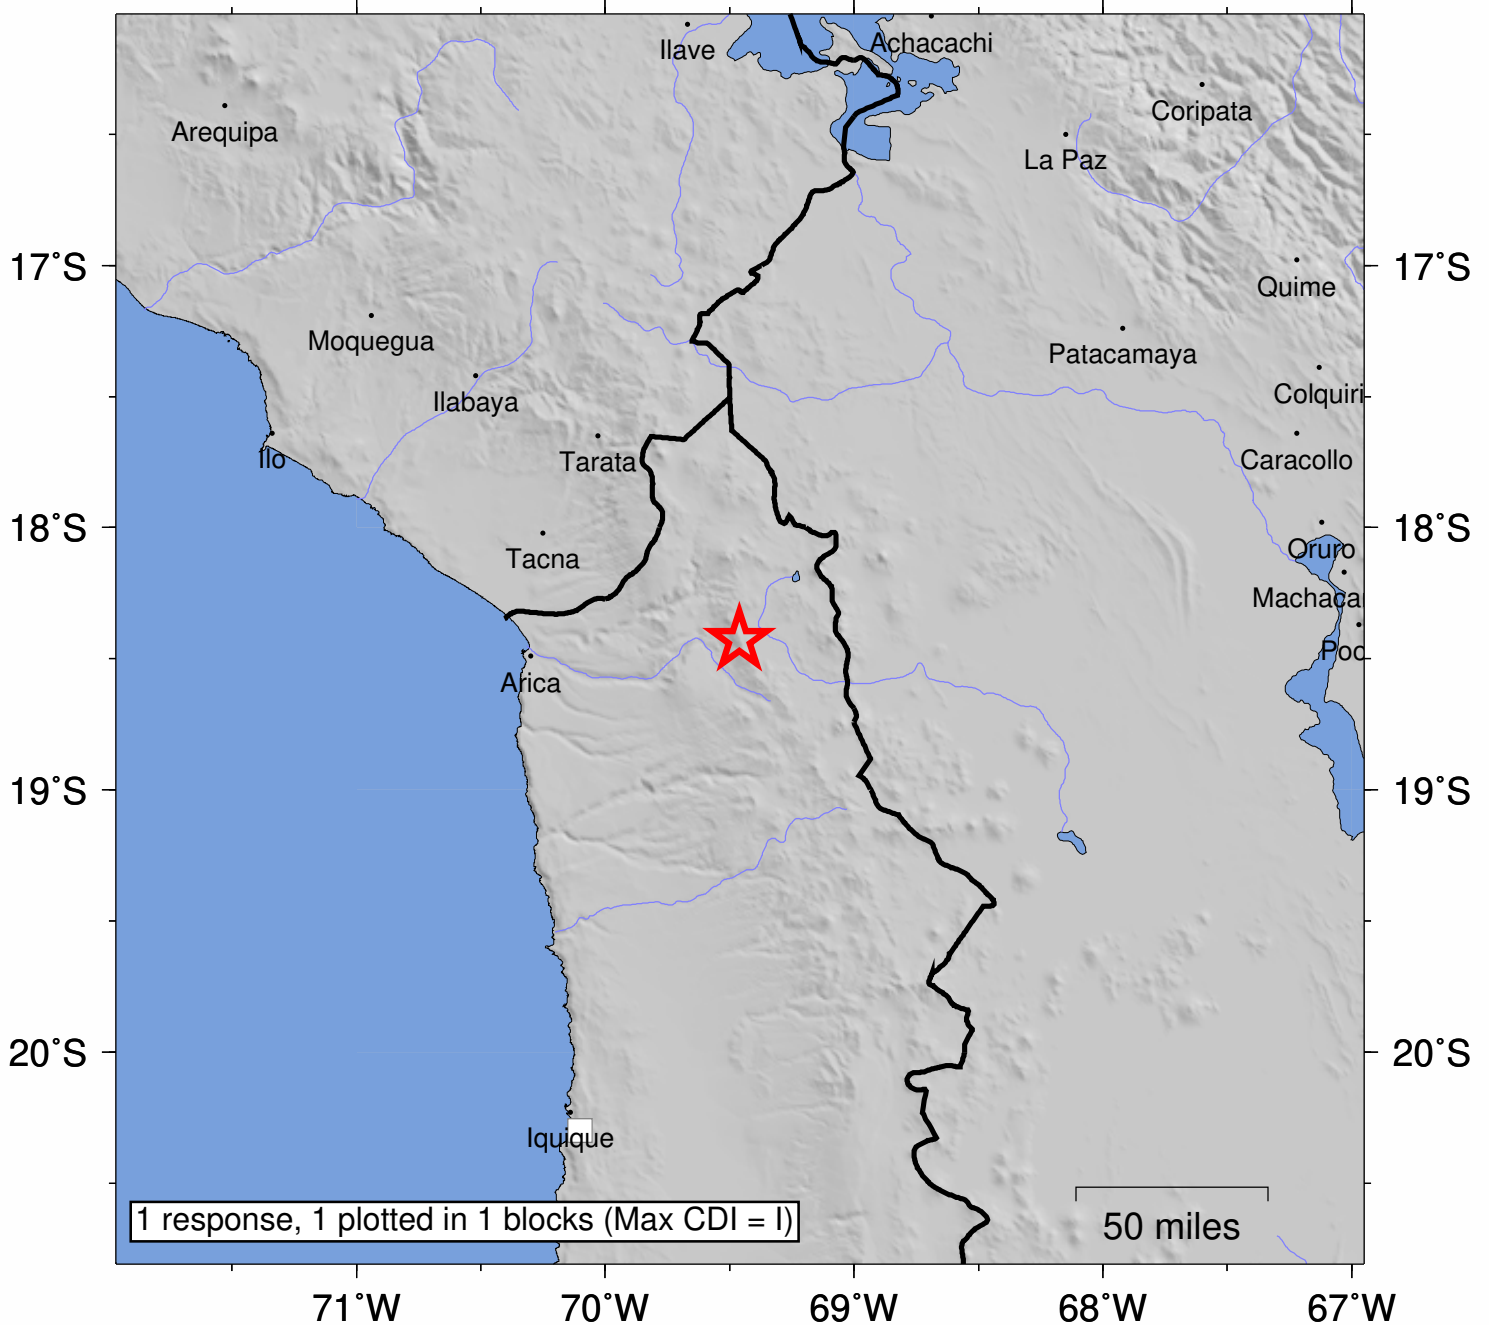 Ilave
Achacachi
Arequipa
Coripata
La Paz
17°S
17°S
Quime
Moquegua
Patacamaya
Ilabaya
Colquiri
Ilo
Tarata
Caracollo
18°S
18°S
Tacna
Oruro
Machacar
Arica
Poo
19°S
19°S
20°S
20°S
Iquique
1 response, 1 plotted in 1 blocks (Max CDI = I)
50 miles
71°W
70°W
69°W
68°W
67°W